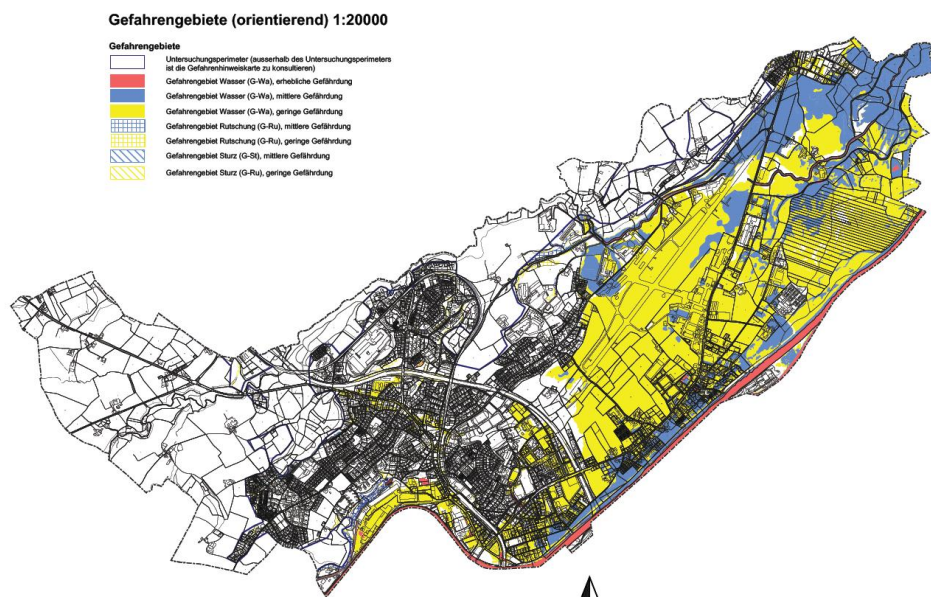 Gefahrengebiete (orientierend) 1:20000
Gefahrengebiete
Untersuchungsperimeter (ausserhalb des Untersuchungsperimeters
ist die Gefahrenhinweiskarte zu konsultieren)
Gefahrengebiet Wasser (G-Wa), erhebliche Gefährdung
Gefahrengebiet Wasser (G-Wa), mittlere Gefährdung
Gefahrengebiet Wasser (G-Wa), geringe Gefährdung
Gefahrengebiet Rutschung (G-Ru), mittlere Gefährdung
Gefahrengebiet Rutschung (G-Ru), geringe Gefährdung
Gefahrengebiet Sturz (G-St), mittlere Gefährdung
Gefahrengebiet Sturz (G-Ru), geringe Gefährdung